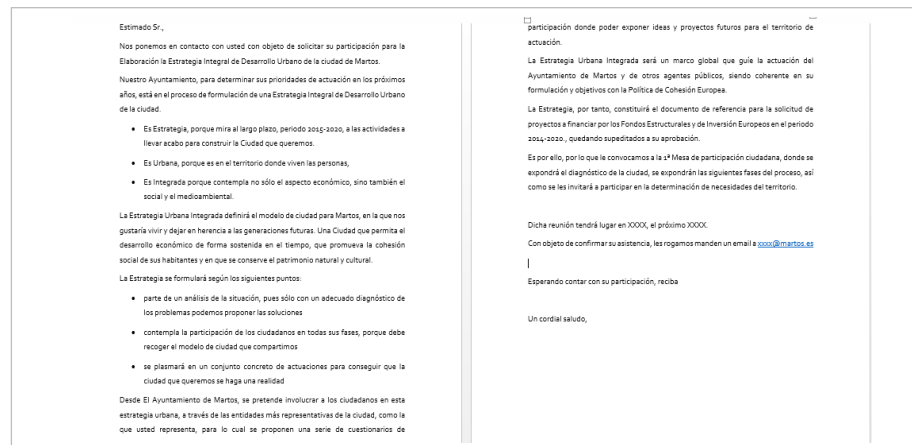 Estimado Sr.,
Nos ponemos en contacto con usted con objeto de solicitar su participación para la
Elaboración la Estrategia Integral de Desarrollo Urbano de la ciudad de Martos.
Nuestro Ayuntamiento, para determinar sus prioridades de actuación en los próximos
años, está en el proceso de formulación de una Estrategia Integral de Desarrollo Urbano
de la ciudad.
• Es Estrategia, porque mira al largo plazo, periodo 2015-2020, a las actividades a
llevar acabo para construir la Ciudad que queremos.
• Es Urbana, porque es en el territorio donde viven las personas,
• Es Integrada porque contempla no sólo el aspecto económico, sino también el
social y el medioambiental.
La Estrategia Urbana Integrada definirá el modelo de ciudad para Martos, en la que nos
gustaría vivir y dejar en herencia a las generaciones futuras. Una Ciudad que permita el
desarrollo económico de forma sostenida en el tiempo, que promueva la cohesión
social de sus habitantes y en que se conserve el patrimonio natural y cultural.
La Estrategia se formulará según los siguientes puntos:
• parte de un análisis de la situación, pues sólo con un adecuado diagnóstico de
los problemas podemos proponer las soluciones
• contempla la participación de los ciudadanos en todas sus fases, porque debe
recoger el modelo de ciudad que compartimos
• se plasmará en un conjunto concreto de actuaciones para conseguir que la
ciudad que queremos se haga una realidad
Desde El Ayuntamiento de Martos, se pretende involucrar a los ciudadanos en esta
estrategia urbana, a través de las entidades más representativas de la ciudad, como la
que usted representa, para lo cual se proponen una serie de cuestionarios de
participación donde poder exponer ideas y proyectos futuros para el territorio de
actuación.
La Estrategia Urbana Integrada será un marco global que guíe la actuación del
Ayuntamiento de Martos y de otros agentes públicos, siendo coherente en su
formulación y objetivos con la Política de Cohesión Europea.
La Estrategia, por tanto, constituirá el documento de referencia para la solicitud de
proyectos a financiar por los Fondos Estructurales y de Inversión Europeos en el periodo
2014-2020., quedando supeditados a su aprobación.
Es por ello, por lo que le convocamos a la 1ª Mesa de participación ciudadana, donde se
expondrá el diagnóstico de la ciudad, se expondrán las siguientes fases del proceso, así
como se les invitará a participar en la determinación de necesidades del territorio.
Dicha reunión tendrá lugar en XXXX, el próximo XXXX.
Con objeto de confirmar su asistencia, les rogamos manden un email a xxxx@martos.es
Esperando contar con su participación, reciba
Un cordial saludo,